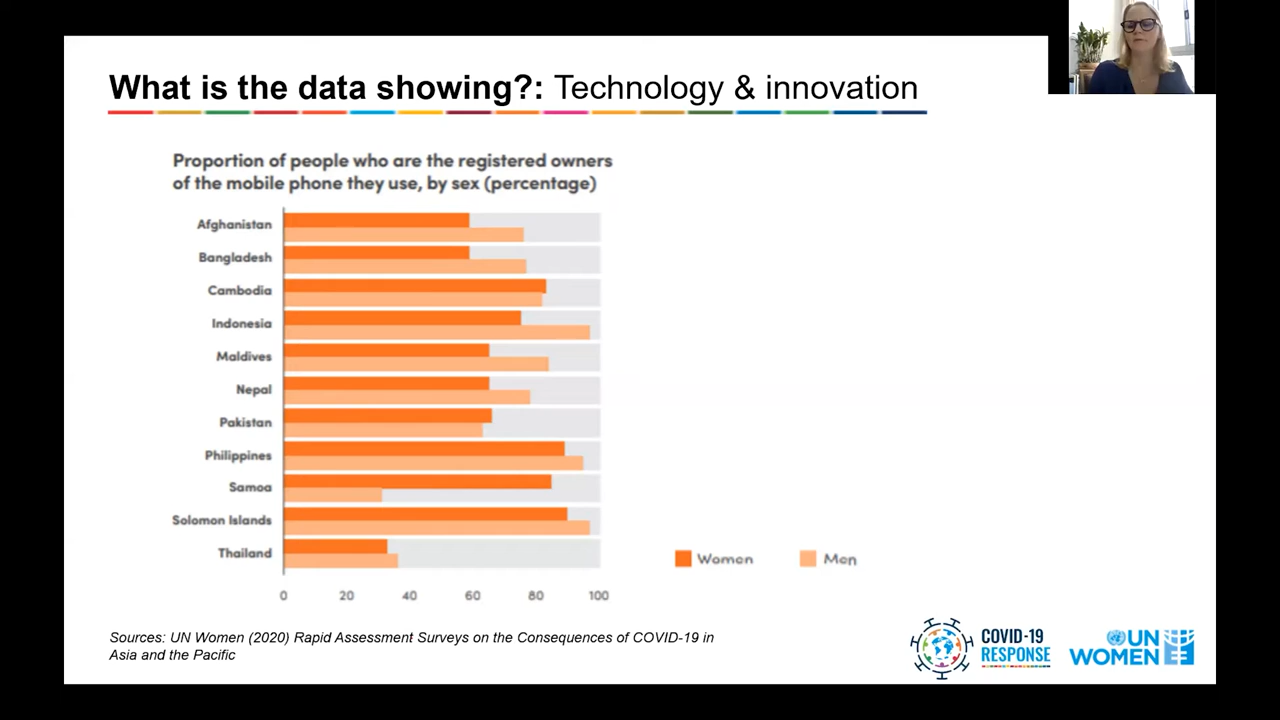 What is the data showing?: Technology & innovation
Proportion of people who are the registered owners
of the mobile phone they use, by sex (percentage)
Afghanistan
Bangladesh
Cambodia
Indonesia
Maldives
Nepal
Pakistan
Philippines
Samoa
Solomon Islands
Thailand
0 20 40 60 80 100
Women Men
Sources: UN Women (2020) Rapid Assessment Surveys on the Consequences of COVID-19 in
Asia and the Pacific
COVID-19
RESPONSE
UN
WOMEN